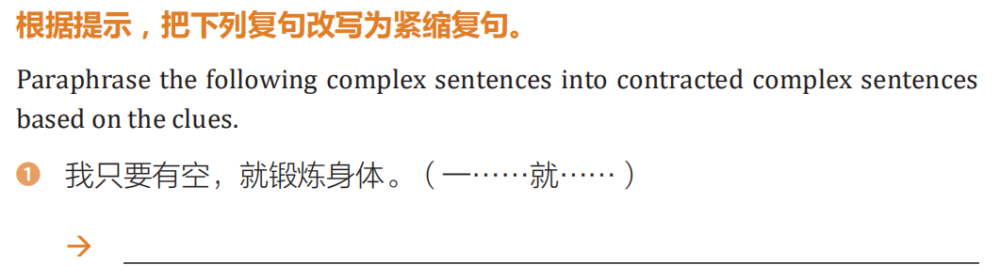 根据提示，把下列复句改写为紧缩复句。
Paraphrase the following complex sentences into contracted complex sentences
based on the clues.
1 我只要有空，就锻炼身体。（一……就……）
→